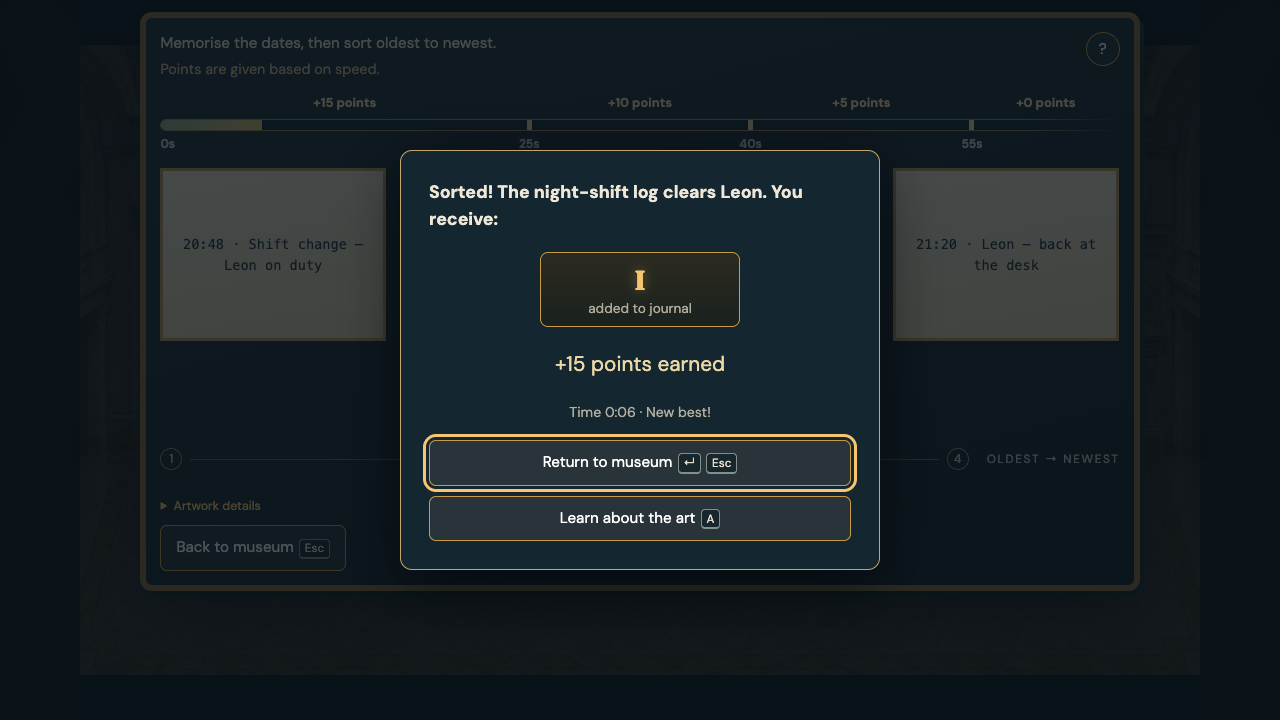 Memorise the dates, then sort oldest to newest.
?
Points are given based on speed.
+15 points
+10 points
+5 points
+0 points
0s
25s
40s
55s
20:48 · Shift change —
Leon on duty
21:20 · Leon — back at
the desk
Sorted! The night-shift log clears Leon. You
receive:
I
added to journal
+15 points earned
Time 0:06 · New best!
Return to museum ↵ Esc
Learn about the art A
1
4
OLDEST → NEWEST
▶ Artwork details
Back to museum Esc